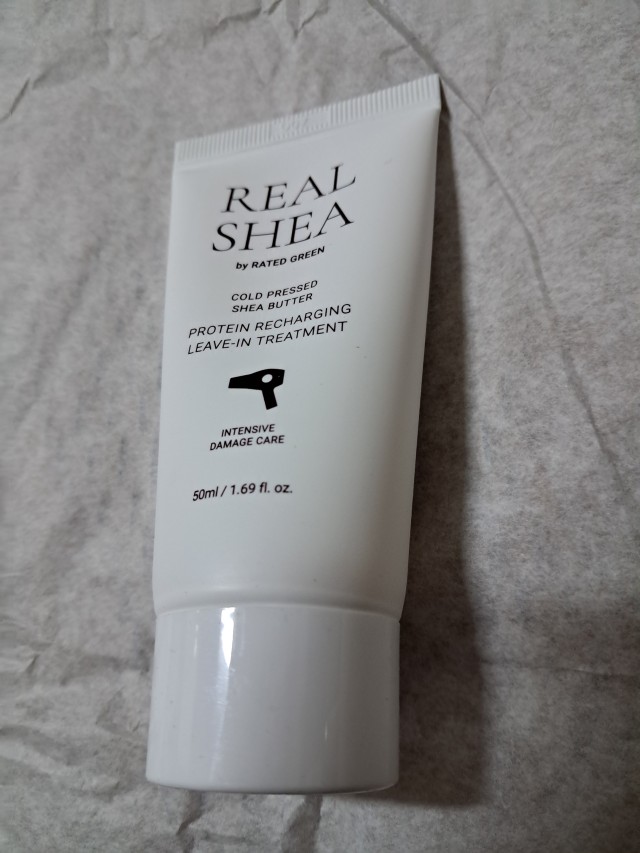 REAL
SHEA
by RATED GREEN
COLD PRESSED
SHEA BUTTER
PROTEIN RECHARGING
LEAVE-IN TREATMENT
INTENSIVE
DAMAGE CARE
50ml / 1.69 fl. oz.